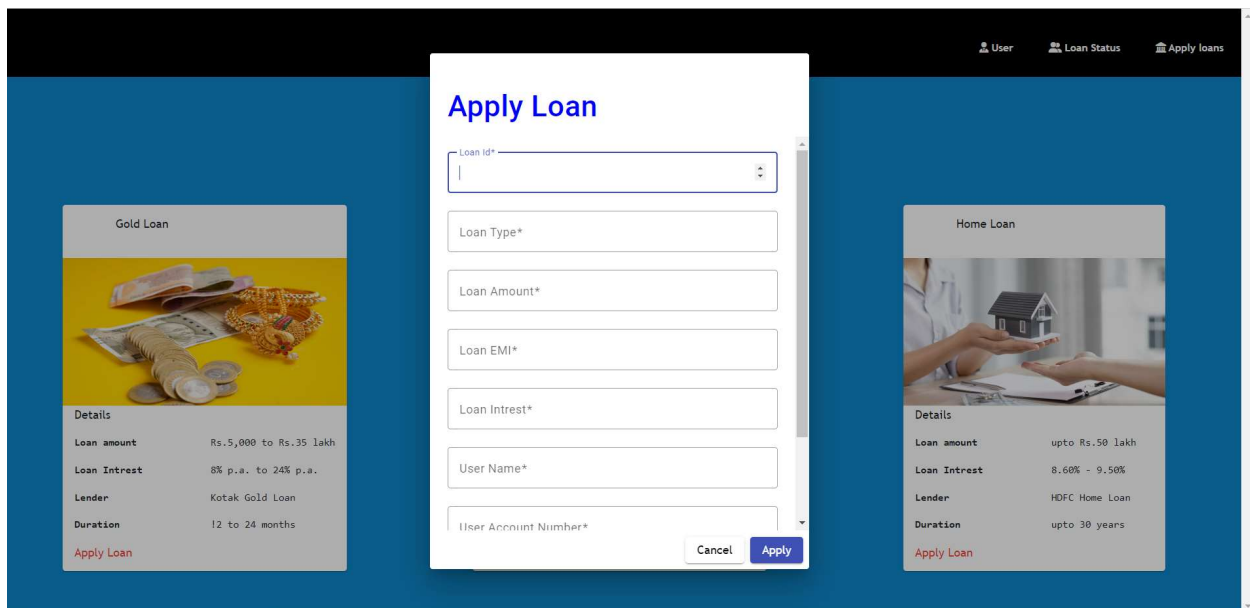 User
Loan Status
Apply loans
Gold Loan
Details
Loan amount Rs.5,000 to Rs.35 lakh
Loan Intrest 8% p.a. to 24% p.a.
Lender Kotak Gold Loan
Duration !2 to 24 months
Apply Loan
Apply Loan
Loan Id*
Loan Type*
Loan Amount*
Loan EMI*
Loan Intrest*
User Name*
User Account Number*
Cancel
Apply
Home Loan
Details
Loan amount upto Rs.50 lakh
Loan Intrest 8.60% - 9.50%
Lender HDFC Home Loan
Duration upto 30 years
Apply Loan